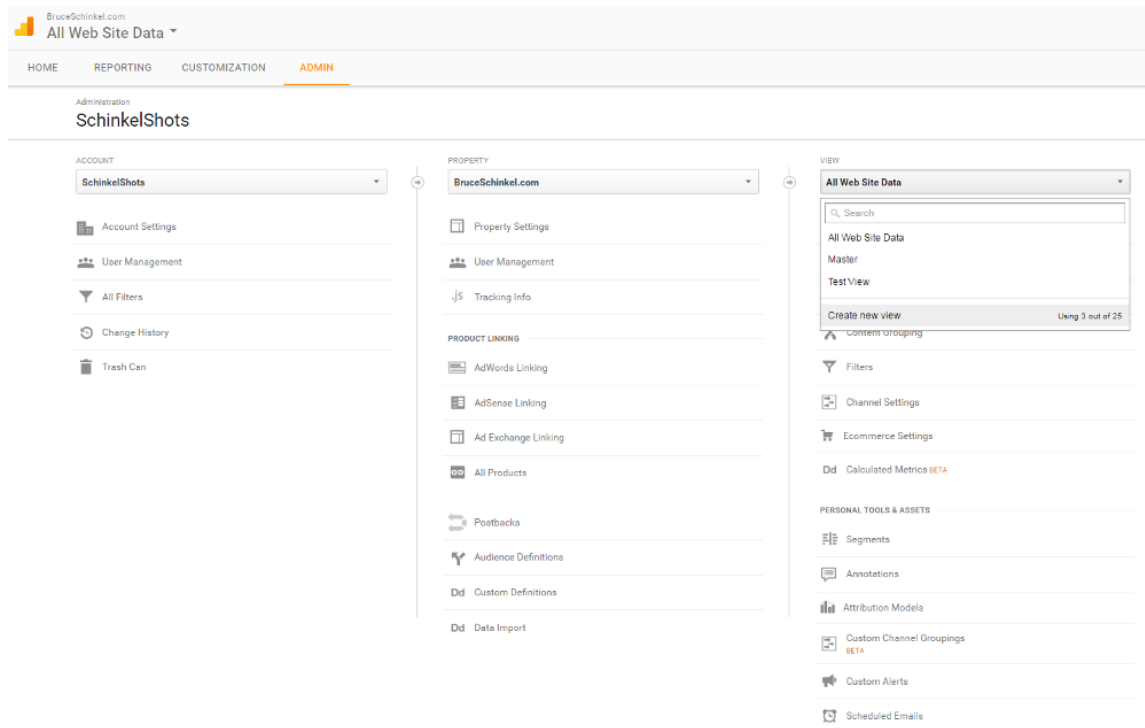 BruceSchinkel.com
All Web Site Data
HOME REPORTING CUSTOMIZATION ADMIN
Administration
SchinkelShots
ACCOUNT
SchinkelShots
Account Settings
User Management
All Filters
Change History
Trash Can
PROPERTY
BruceSchinkel.com
Property Settings
User Management
.js Tracking Info
PRODUCT LINKING
AdWords Linking
AdSense Linking
Ad Exchange Linking
All Products
Postbacks
Audience Definitions
Dd Custom Definitions
Dd Data Import
VIEW
All Web Site Data
Search
All Web Site Data
Master
Test View
Create new view Using 3 out of 25
Content Grouping
Filters
Channel Settings
Ecommerce Settings
Dd Calculated Metrics BETA
PERSONAL TOOLS & ASSETS
Segments
Annotations
Attribution Models
Custom Channel Groupings
BETA
Custom Alerts
Scheduled Emails